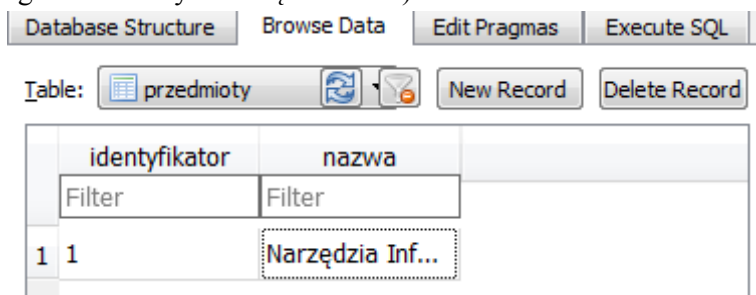 Database Structure Browse Data Edit Pragmas Execute SQL
Table: przedmioty New Record Delete Record
identyfikator nazwa
Filter Filter
1 1 Narzędzia Inf...